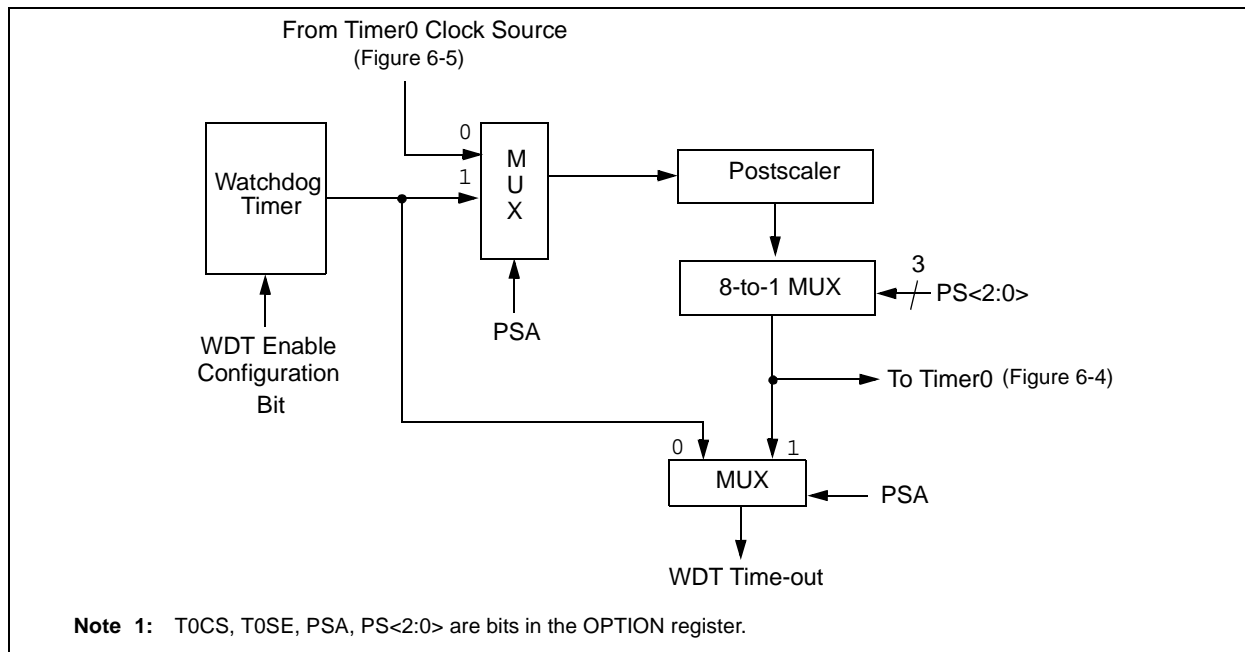 From Timer0 Clock Source
(Figure 6-5)
0
1
M
U
X
Watchdog
Timer
Postscaler
8-to-1 MUX
3
PS<2:0>
PSA
WDT Enable
Configuration
Bit
To Timer0 (Figure 6-4)
0
1
MUX
PSA
WDT Time-out
Note 1: T0CS, T0SE, PSA, PS<2:0> are bits in the OPTION register.